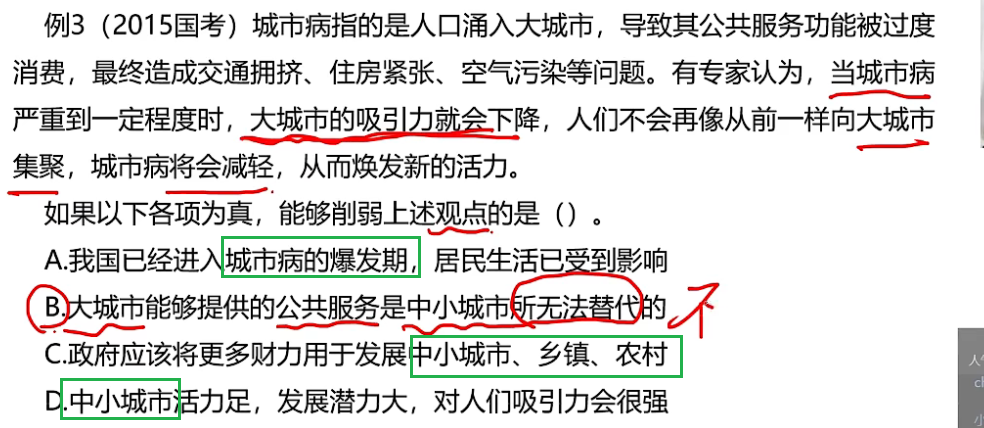 例3（2015国考）城市病指的是人口涌入大城市，导致其公共服务功能被过度
消费，最终造成交通拥挤、住房紧张、空气污染等问题。有专家认为，当城市病
严重到一定程度时，大城市的吸引力就会下降，人们不会再像从前一样向大城市
集聚，城市病将会减轻，从而焕发新的活力。
如果以下各项为真，能够削弱上述观点的是（）。
A.我国已经进入城市病的爆发期，居民生活已受到影响
B.大城市能够提供的公共服务是中小城市所无法替代的 不
C.政府应该将更多财力用于发展中小城市、乡镇、农村
D.中小城市活力足，发展潜力大，对人们吸引力会很强